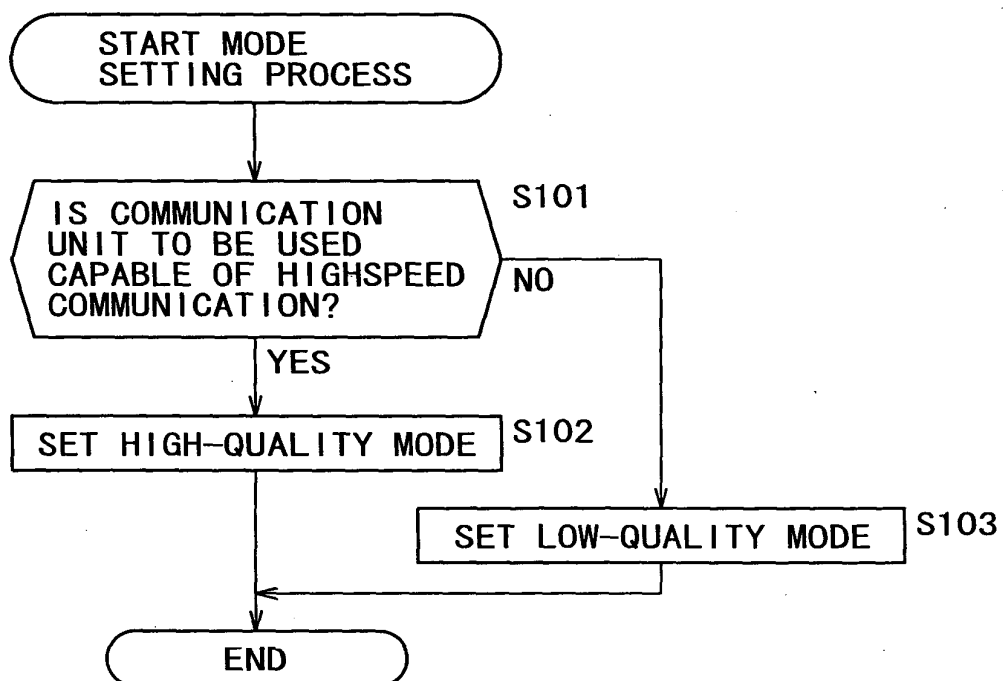 START MODE
SETTING PROCESS
S101
IS COMMUNICATION
UNIT TO BE USED
CAPABLE OF HIGHSPEED
COMMUNICATION?
NO
YES
SET HIGH-QUALITY MODE
S102
SET LOW-QUALITY MODE
S103
END